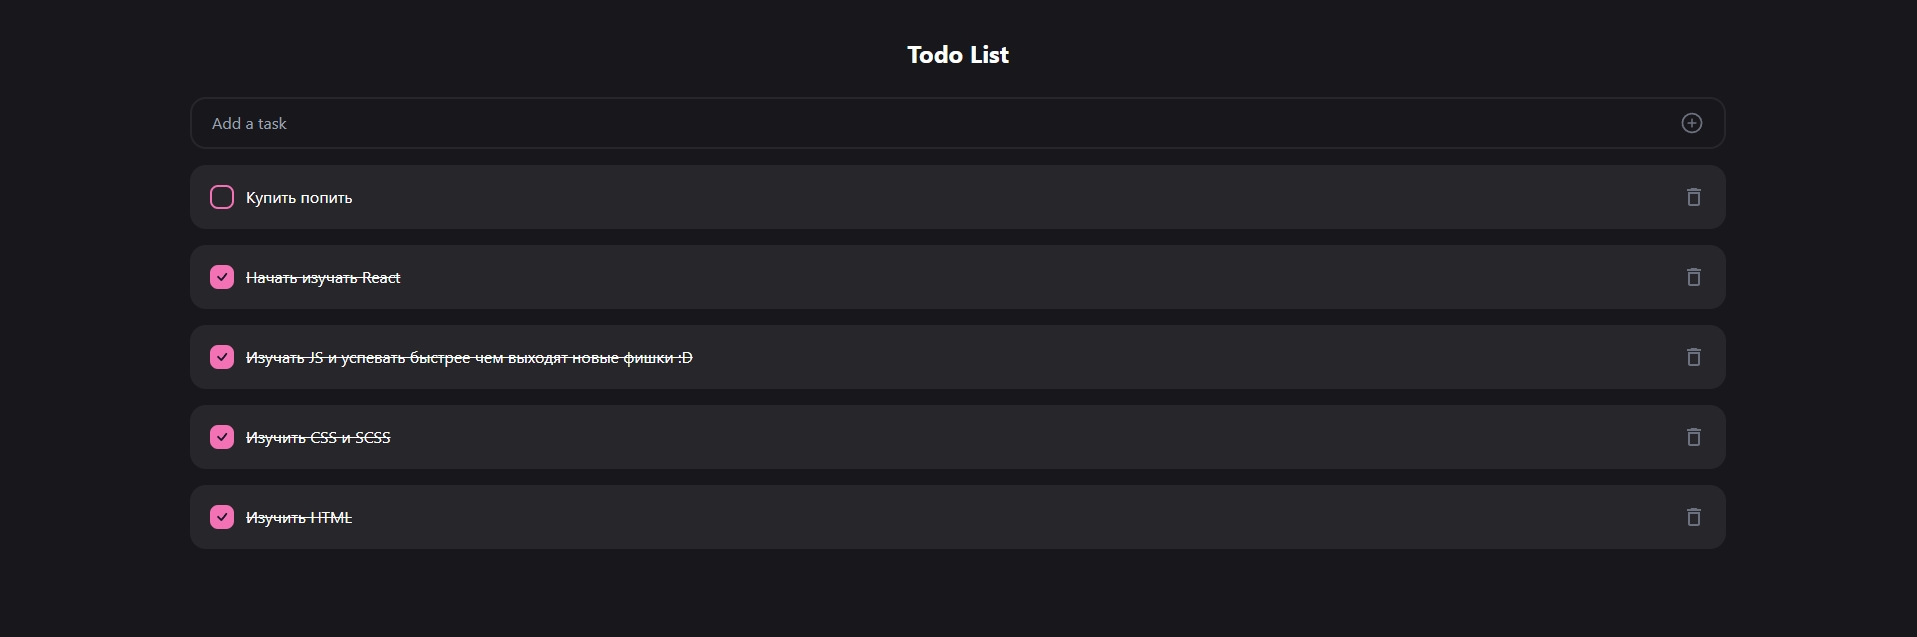 Todo List
Add a task
Купить попить
Начать изучать React
Изучать JS и успевать быстрее чем выходят новые фишки :D
Изучить CSS и SCSS
Изучить HTML